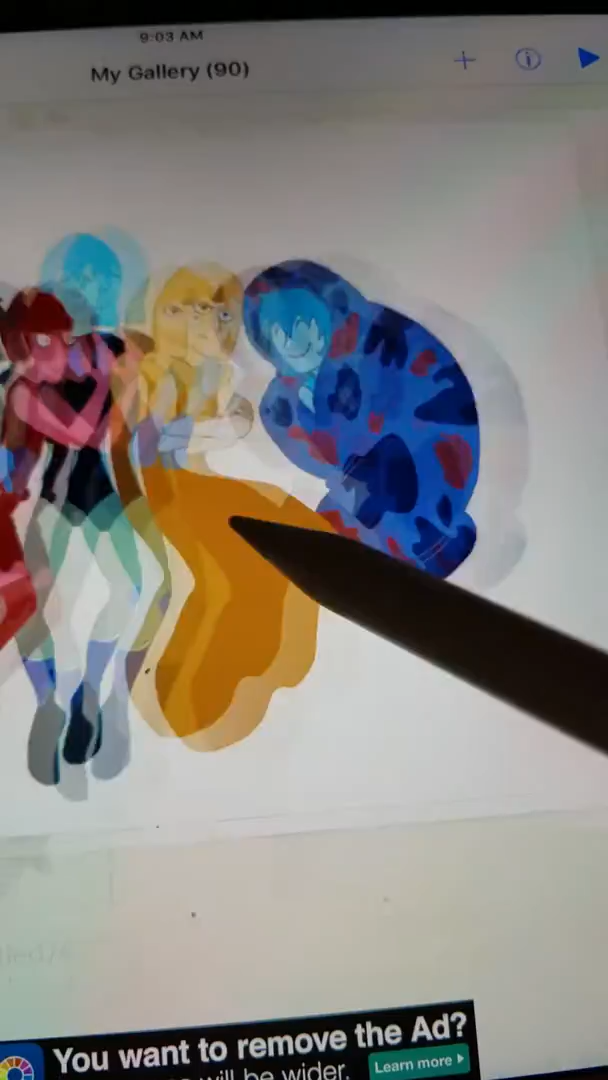 9:03 AM
My Gallery (90)
You want to remove the Ad?
will be wider.
Learn more